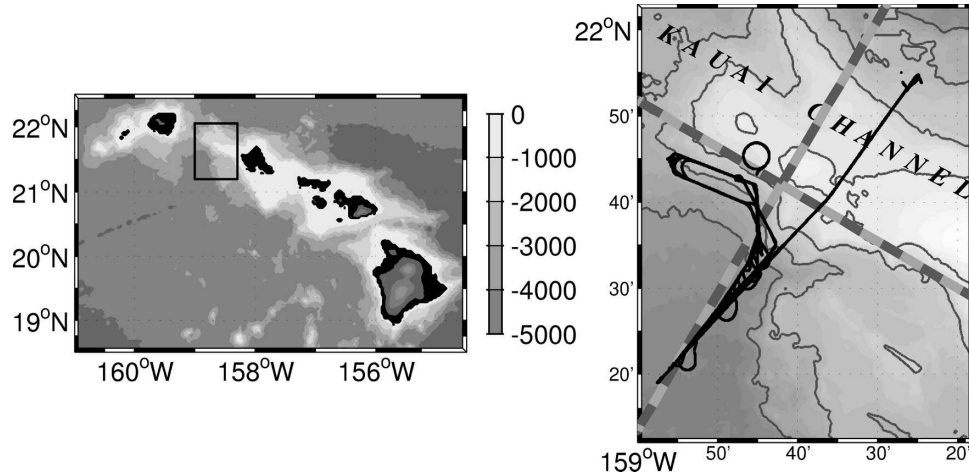 22°N
21°N
20°N
19°N
160°W
158°W
156°W
0
-1000
-2000
-3000
-4000
-5000
22°N
50'
40'
30'
20'
159°W
50'
40'
30'
20'
KAUAI CHANNEL